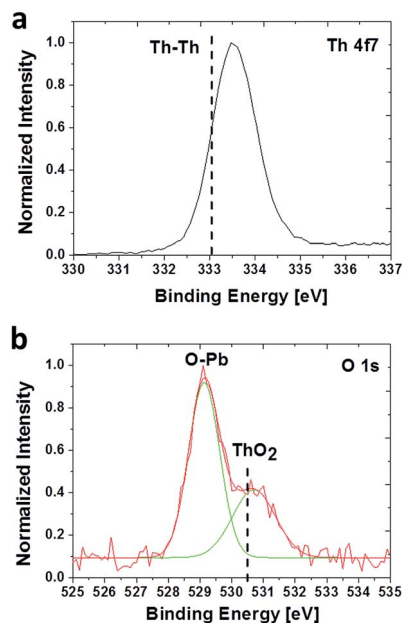 a
Th-Th
Th 4f7
Normalized Intensity
1.0
0.8
0.6
0.4
0.2
0.0
330 331 332 333 334 335 336 337
Binding Energy [eV]
b
O-Pb
O 1s
ThO2
Normalized Intensity
1.0
0.8
0.6
0.4
0.2
0.0
525 526 527 528 529 530 531 532 533 534 535
Binding Energy [eV]